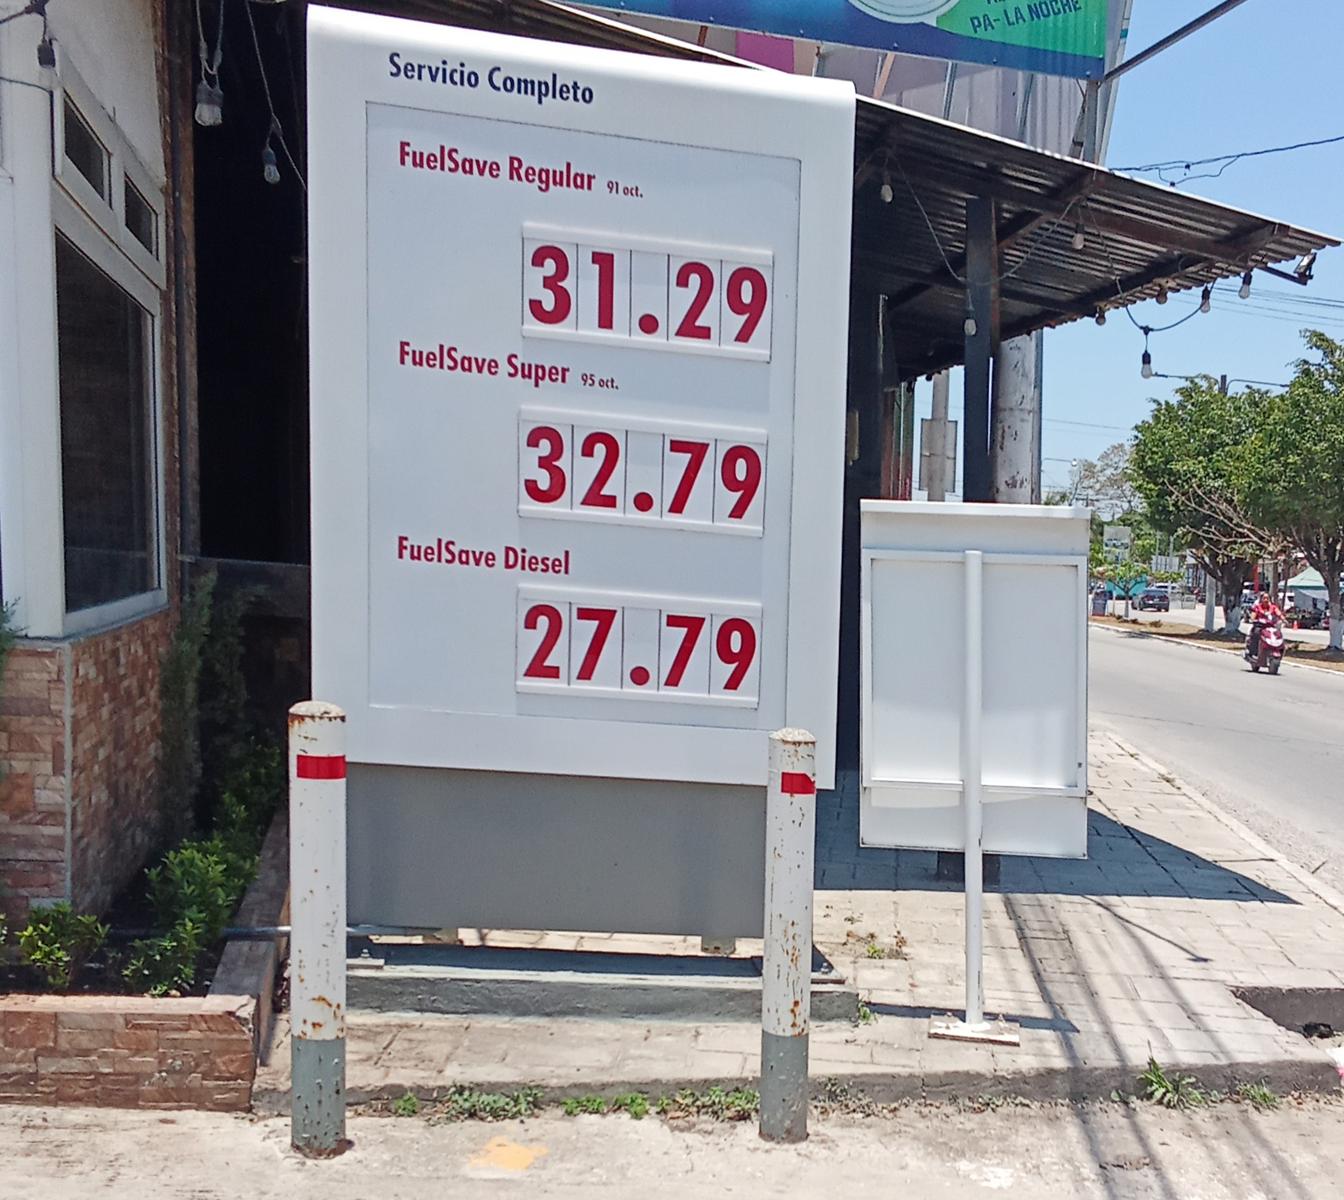 PA- LA NOCHE
Servicio Completo
FuelSave Regular 91 oct.
31.29
FuelSave Super 95 oct.
32.79
FuelSave Diesel
27.79